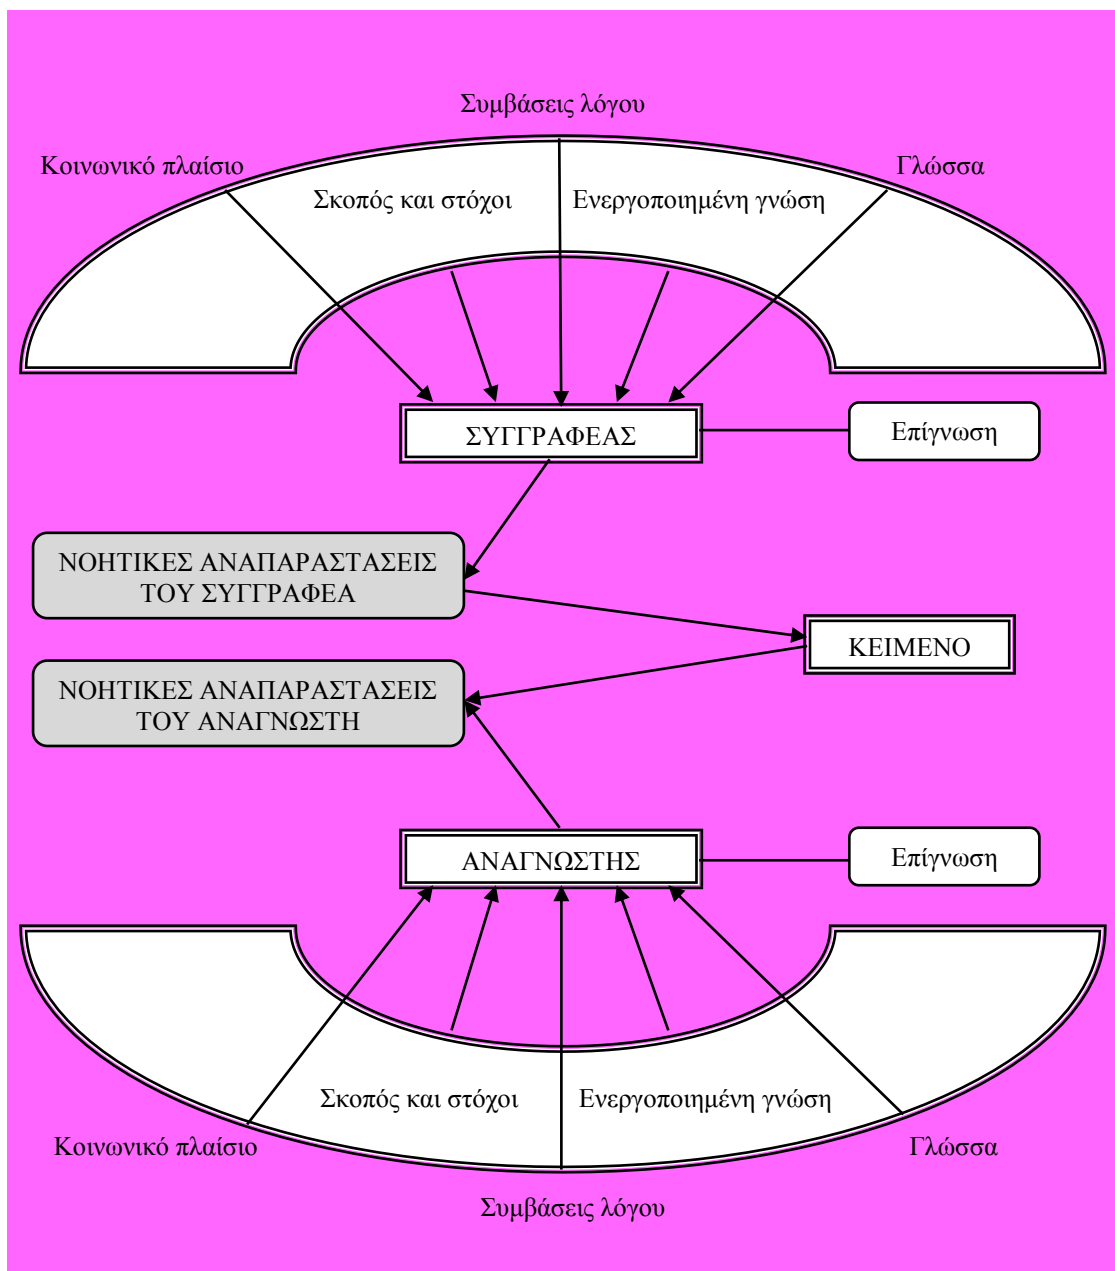 Συμβάσεις λόγου
Κοινωνικό πλαίσιο
Γλώσσα
Σκοπός και στόχοι
Ενεργοποιημένη γνώση
ΣΥΓΓΡΑΦΕΑΣ
Επίγνωση
ΝΟΗΤΙΚΕΣ ΑΝΑΠΑΡΑΣΤΑΣΕΙΣ
ΤΟΥ ΣΥΓΓΡΑΦΕΑ
ΚΕΙΜΕΝΟ
ΝΟΗΤΙΚΕΣ ΑΝΑΠΑΡΑΣΤΑΣΕΙΣ
ΤΟΥ ΑΝΑΓΝΩΣΤΗ
ΑΝΑΓΝΩΣΤΗΣ
Επίγνωση
Σκοπός και στόχοι
Ενεργοποιημένη γνώση
Κοινωνικό πλαίσιο
Γλώσσα
Συμβάσεις λόγου